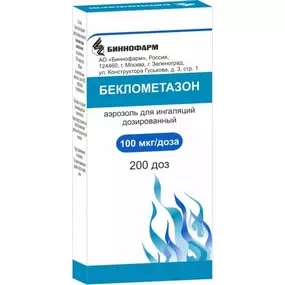 БИННОФАРМ
АО «Биннофарм», Россия,
124460, г. Москва, г. Зеленоград,
ул. Конструктора Гуськова, д. 3, стр. 1
БЕКЛОМЕТАЗОН
аэрозоль для ингаляций
дозированный
100 мкг/доза
200 доз